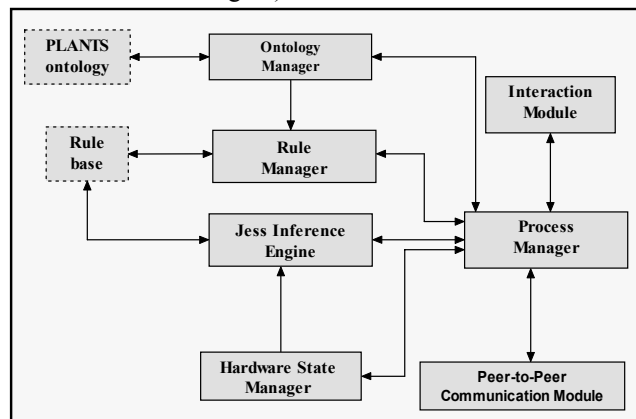 PLANTS
ontology
Ontology
Manager
Interaction
Module
Rule
base
Rule
Manager
Jess Inference
Engine
Process
Manager
Hardware State
Manager
Peer-to-Peer
Communication Module